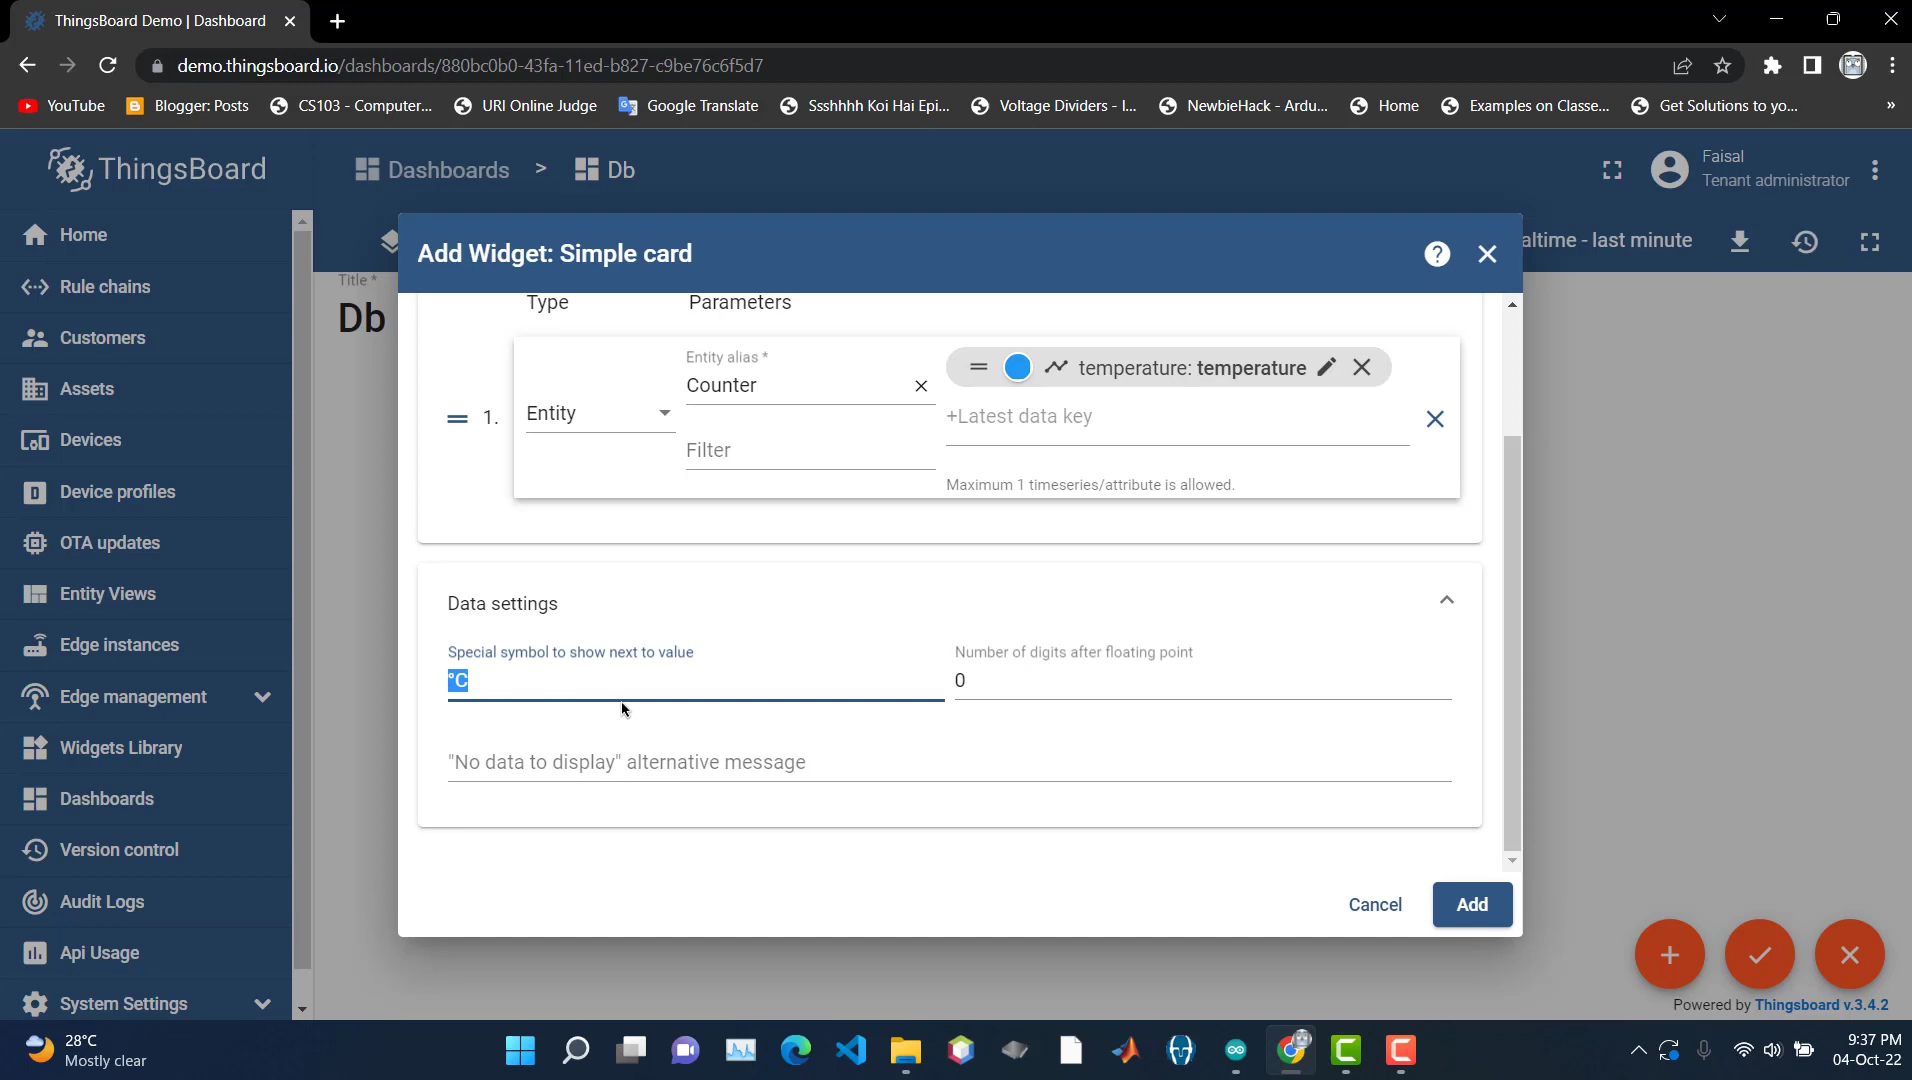 ThingsBoard Demo | Dashboard
demo.thingsboard.io/dashboards/880bc0b0-43fa-11ed-b827-c9be76c6f5d7
YouTube
Blogger: Posts
CS103 - Computer...
URI Online Judge
Google Translate
Ssshhhh Koi Hai Epi...
Voltage Dividers - I...
NewbieHack - Ardu...
Home
Examples on Classe...
Get Solutions to yo...
»
ThingsBoard
Dashboards > Db
Faisal
Tenant administrator
Home
Rule chains
Customers
Assets
Devices
Device profiles
OTA updates
Entity Views
Edge instances
Edge management
Widgets Library
Dashboards
Version control
Audit Logs
Api Usage
System Settings
altime - last minute
Title *
Db
Add Widget: Simple card
?
Type Parameters
1.
Entity
Entity alias *
Counter
Filter
temperature: temperature
+Latest data key
Maximum 1 timeseries/attribute is allowed.
Data settings
Special symbol to show next to value
°C
Number of digits after floating point
0
"No data to display" alternative message
Cancel
Add
Powered by Thingsboard v.3.4.2
28°C
Mostly clear
9:37 PM
04-Oct-22